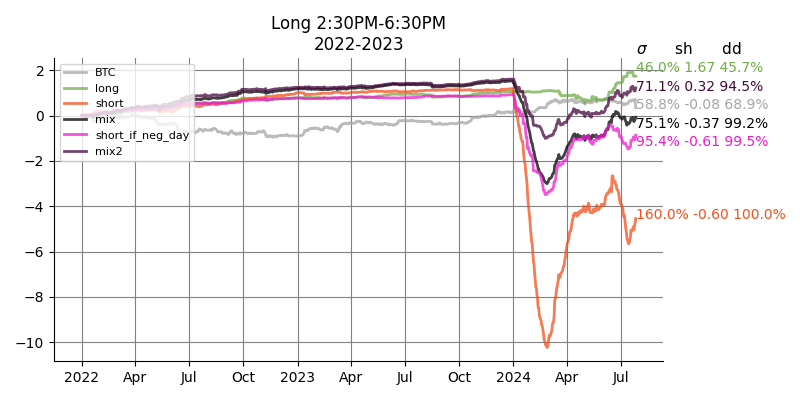 Long 2:30PM-6:30PM
2022-2023
σ sh dd
BTC
long
short
mix
short_if_neg_day
mix2
46.0% 1.67 45.7%
71.1% 0.32 94.5%
58.8% -0.08 68.9%
75.1% -0.37 99.2%
95.4% -0.61 99.5%
160.0% -0.60 100.0%
2
0
−2
−4
−6
−8
−10
2022 Apr Jul Oct 2023 Apr Jul Oct 2024 Apr Jul